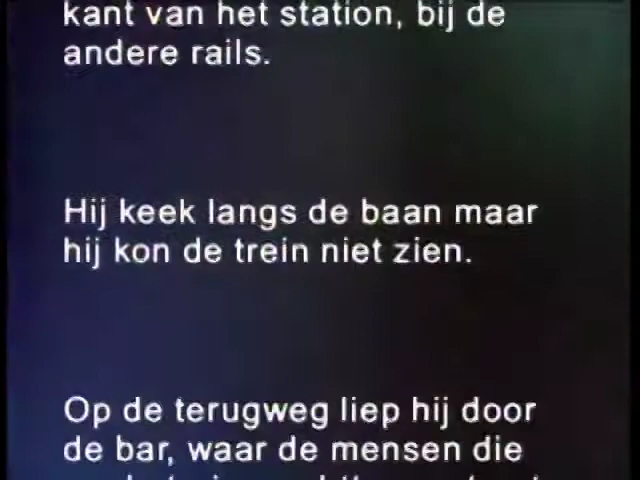 kant van het station, bij de
andere rails.
Hij keek langs de baan maar
hij kon de trein niet zien.
Op de terugweg liep hij door
de bar, waar de mensen die